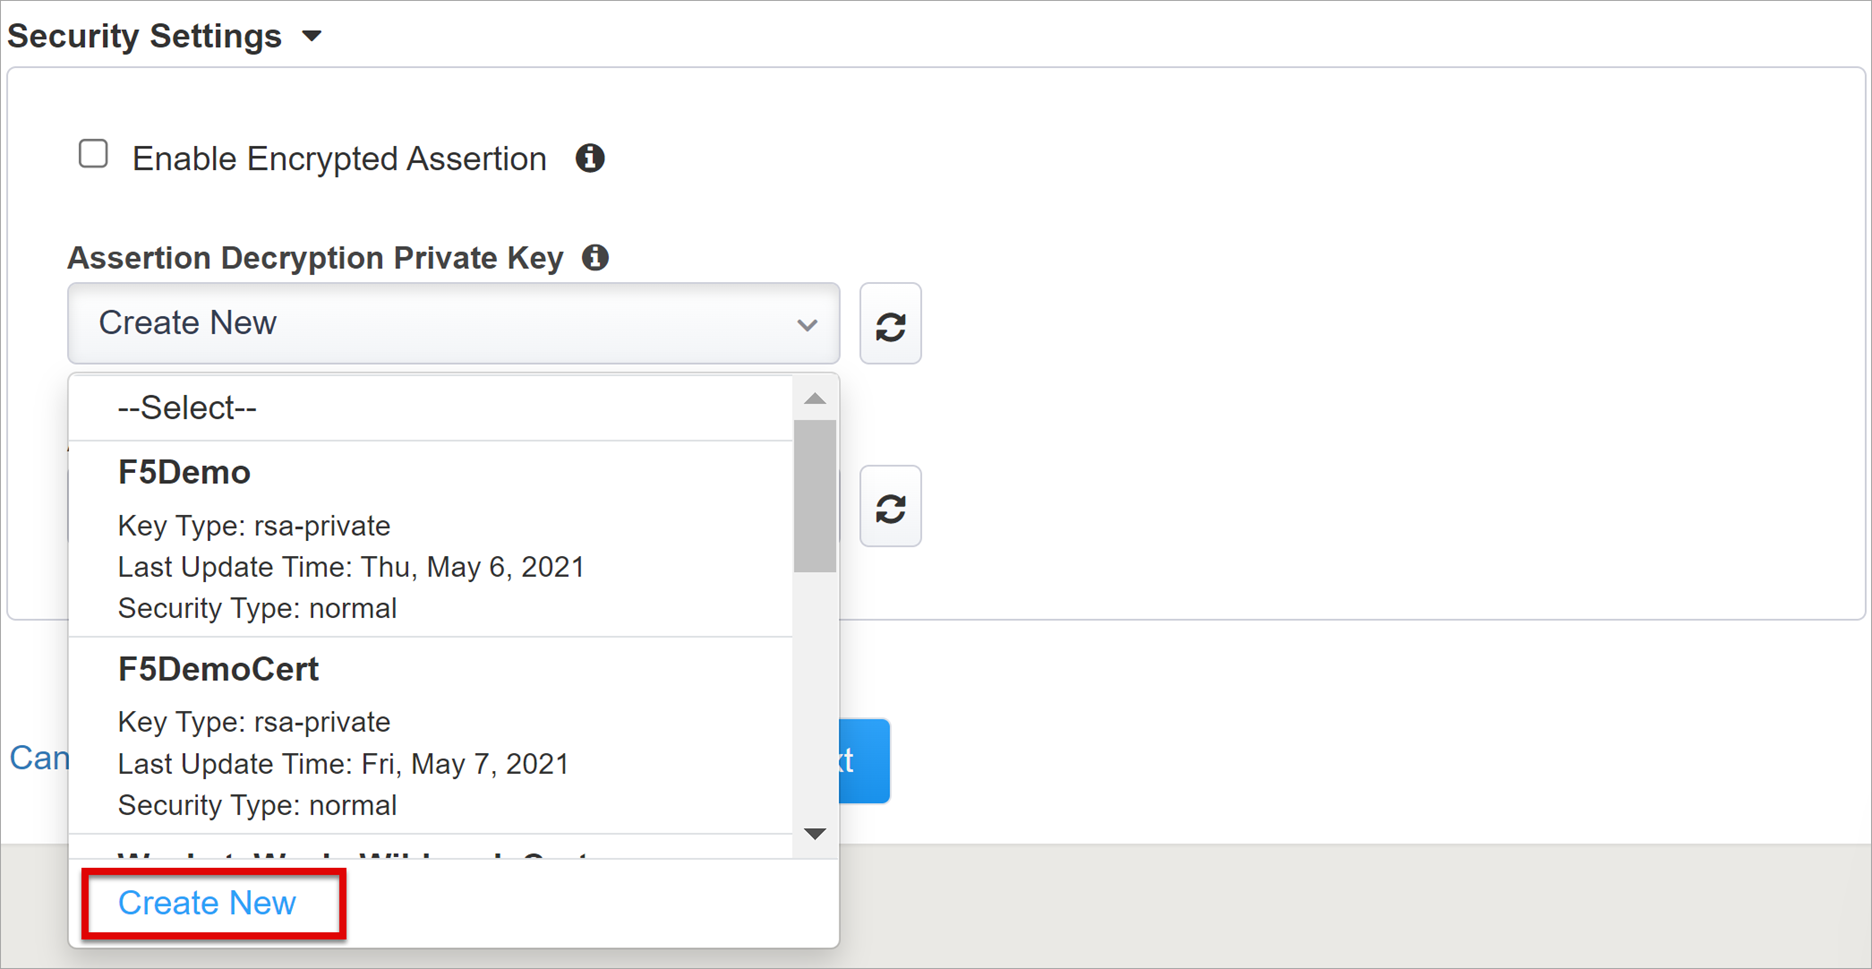 Security Settings
Enable Encrypted Assertion
Assertion Decryption Private Key
Create New
--Select--
F5Demo
Key Type: rsa-private
Last Update Time: Thu, May 6, 2021
Security Type: normal
F5DemoCert
Key Type: rsa-private
Last Update Time: Fri, May 7, 2021
Security Type: normal
Create New